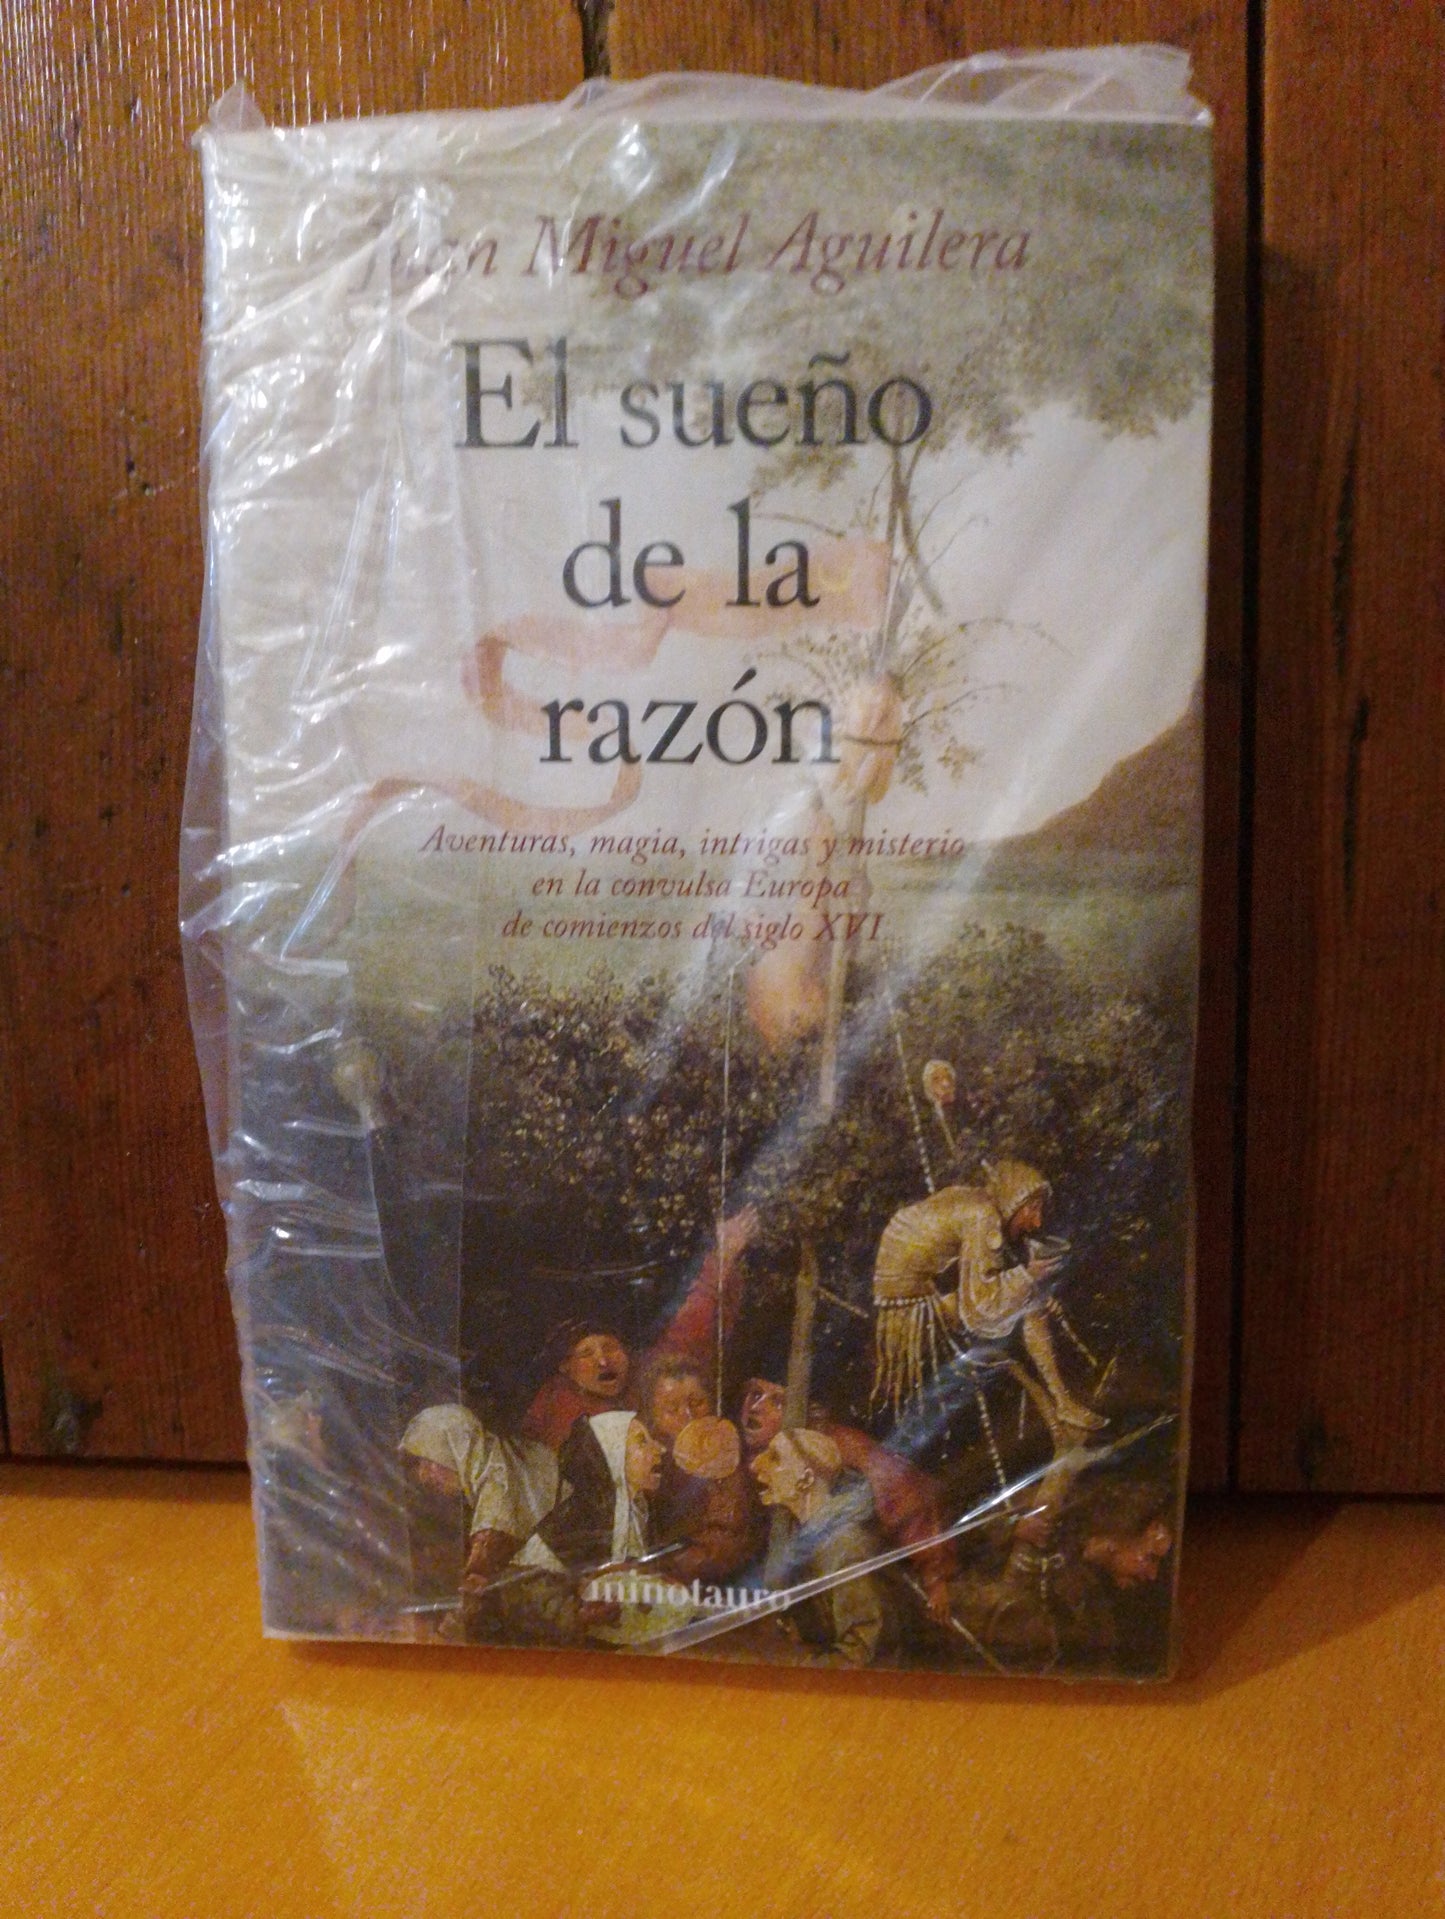 Juan Miguel Aguilera
El sueño
de la
razón
Aventuras, magia, intrigas y misterio
en la convulsa Europa
de comienzos del siglo XVI
minotauro